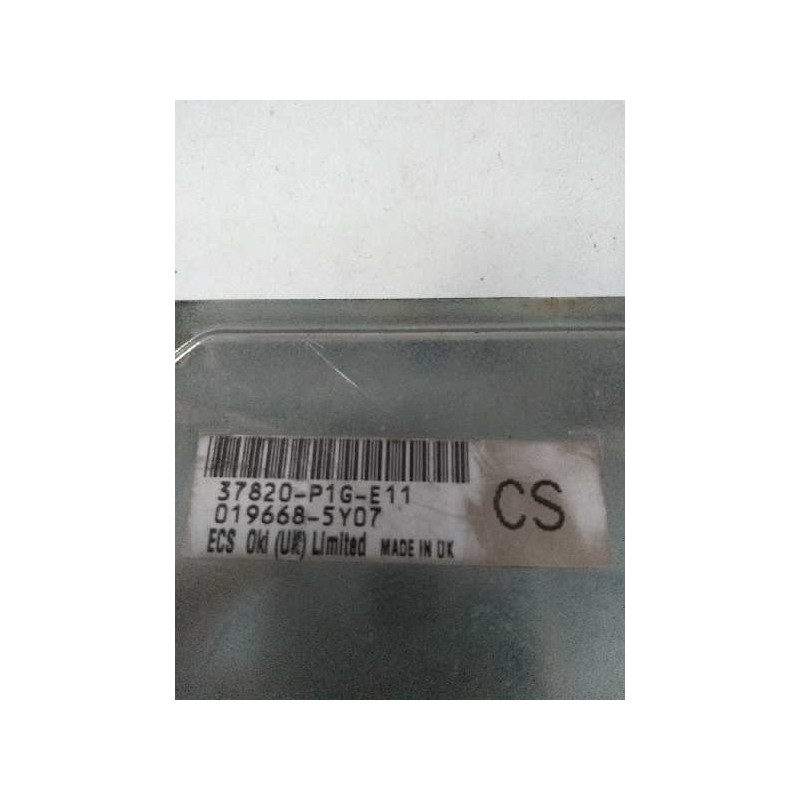 37820-P1G-E11
019668-5Y07
ECS Oki (UK) Limited MADE IN UK
CS